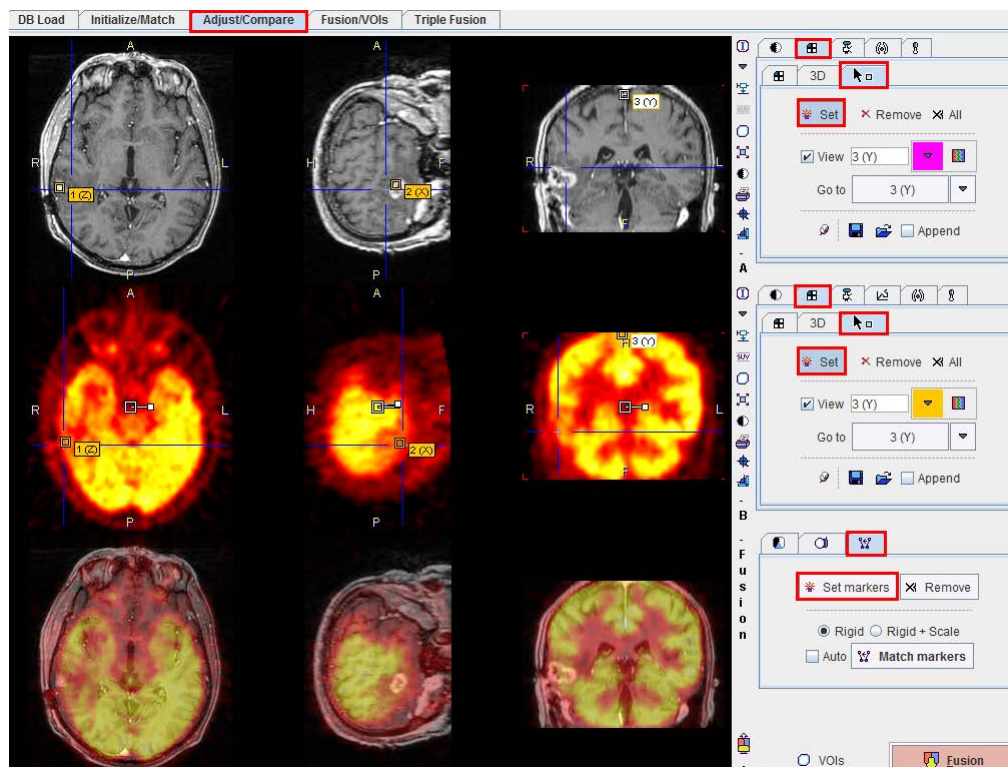 DB Load Initialize/Match Adjust/Compare Fusion/VOIs Triple Fusion
A
R
L
1 (Z)
P
A
H
2 (X)
P
3 (Y)
R
L
F
3D
Set Remove All
View 3 (Y)
Go to 3 (Y)
Append
- A
A
R
L
1 (Z)
P
A
H
F
2 (X)
P
3 (Y)
F
R
L
F
SUV
3D
Set Remove All
View 3 (Y)
Go to 3 (Y)
Append
- B
- Fusion
Set markers Remove
Rigid Rigid + Scale
Auto Match markers
VOIs Fusion